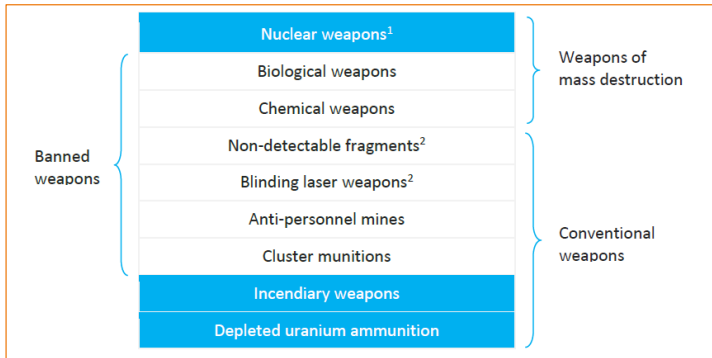 Nuclear weapons¹
Biological weapons
Chemical weapons
Non-detectable fragments²
Blinding laser weapons²
Anti-personnel mines
Cluster munitions
Incendiary weapons
Depleted uranium ammunition
Banned
weapons
Weapons of
mass destruction
Conventional
weapons